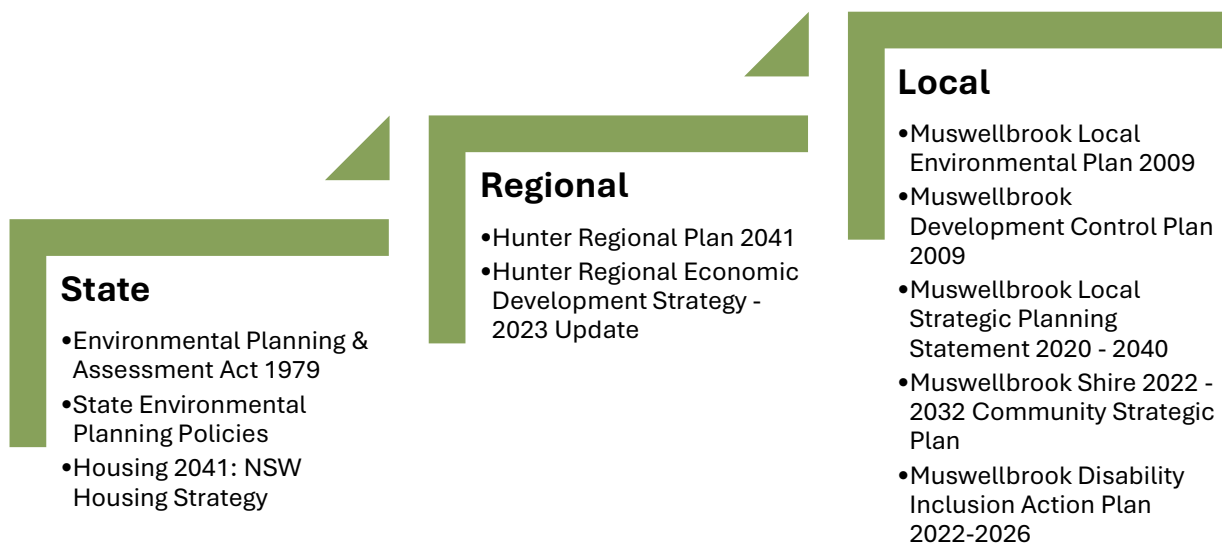 State
•Environmental Planning &
Assessment Act 1979
•State Environmental
Planning Policies
•Housing 2041: NSW
Housing Strategy
Regional
•Hunter Regional Plan 2041
•Hunter Regional Economic
Development Strategy -
2023 Update
Local
•Muswellbrook Local
Environmental Plan 2009
•Muswellbrook
Development Control Plan
2009
•Muswellbrook Local
Strategic Planning
Statement 2020 - 2040
•Muswellbrook Shire 2022 -
2032 Community Strategic
Plan
•Muswellbrook Disability
Inclusion Action Plan
2022-2026